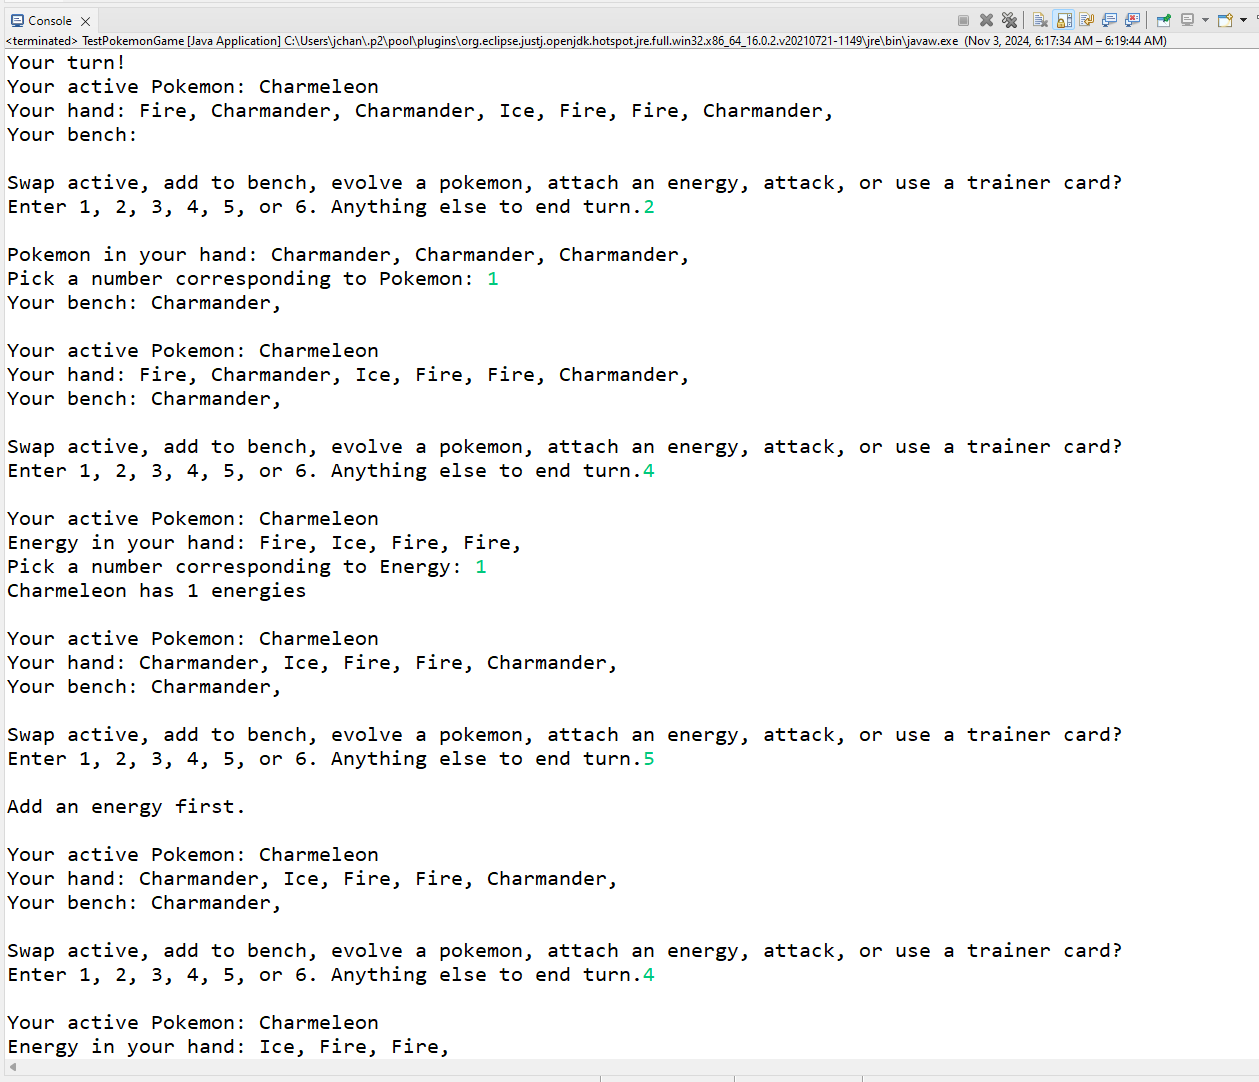 Console
<terminated> TestPokemonGame [Java Application] C:\Users\jchan\.p2\pool\plugins\org.eclipse.justj.openjdk.hotspot.jre.full.win32.x86_64_16.0.2.v20210721-1149\jre\bin\javaw.exe (Nov 3, 2024, 6:17:34 AM – 6:19:44 AM)
Your turn!
Your active Pokemon: Charmeleon
Your hand: Fire, Charmander, Charmander, Ice, Fire, Fire, Charmander,
Your bench:
Swap active, add to bench, evolve a pokemon, attach an energy, attack, or use a trainer card?
Enter 1, 2, 3, 4, 5, or 6. Anything else to end turn.2
Pokemon in your hand: Charmander, Charmander, Charmander,
Pick a number corresponding to Pokemon: 1
Your bench: Charmander,
Your active Pokemon: Charmeleon
Your hand: Fire, Charmander, Ice, Fire, Fire, Charmander,
Your bench: Charmander,
Swap active, add to bench, evolve a pokemon, attach an energy, attack, or use a trainer card?
Enter 1, 2, 3, 4, 5, or 6. Anything else to end turn.4
Your active Pokemon: Charmeleon
Energy in your hand: Fire, Ice, Fire, Fire,
Pick a number corresponding to Energy: 1
Charmeleon has 1 energies
Your active Pokemon: Charmeleon
Your hand: Charmander, Ice, Fire, Fire, Charmander,
Your bench: Charmander,
Swap active, add to bench, evolve a pokemon, attach an energy, attack, or use a trainer card?
Enter 1, 2, 3, 4, 5, or 6. Anything else to end turn.5
Add an energy first.
Your active Pokemon: Charmeleon
Your hand: Charmander, Ice, Fire, Fire, Charmander,
Your bench: Charmander,
Swap active, add to bench, evolve a pokemon, attach an energy, attack, or use a trainer card?
Enter 1, 2, 3, 4, 5, or 6. Anything else to end turn.4
Your active Pokemon: Charmeleon
Energy in your hand: Ice, Fire, Fire,